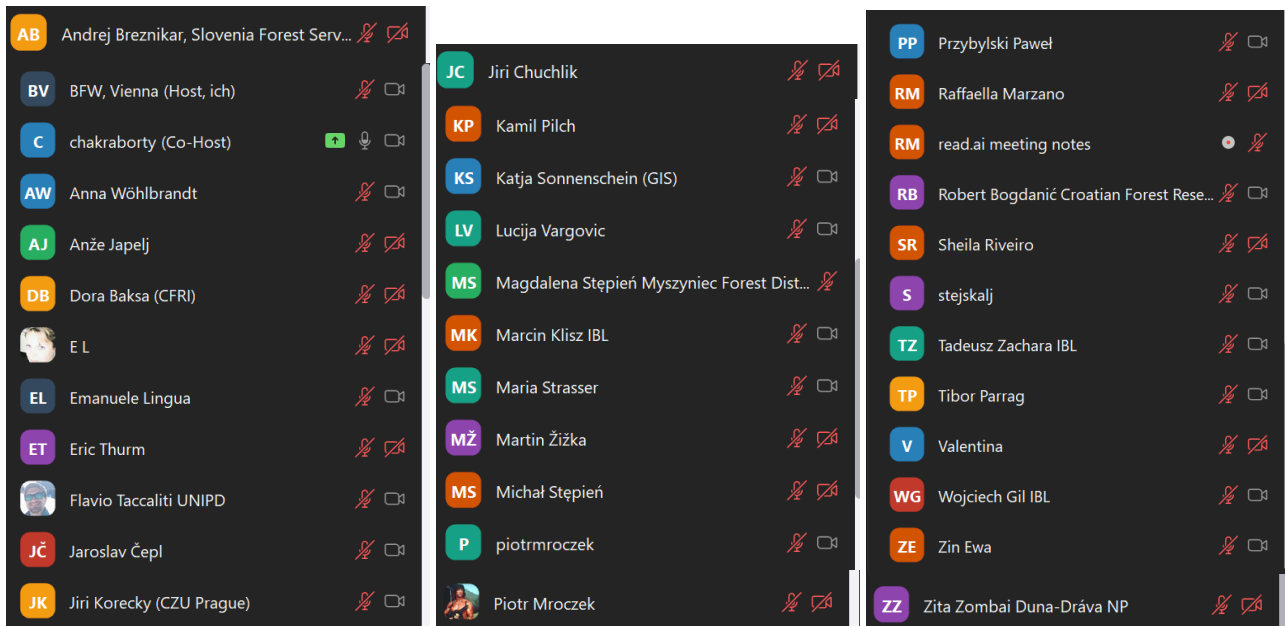 AB Andrej Breznikar, Slovenia Forest Serv...
BV BFW, Vienna (Host, ich)
C chakraborty (Co-Host)
AW Anna Wöhlbrandt
AJ Anže Japelj
DB Dora Baksa (CFRI)
E L
EL Emanuele Lingua
ET Eric Thurm
Flavio Taccaliti UNIPD
JČ Jaroslav Čepl
JK Jiri Korecky (CZU Prague)
JC Jiri Chuchlik
KP Kamil Pilch
KS Katja Sonnenschein (GIS)
LV Lucija Vargovic
MS Magdalena Stępień Myszyniec Forest Dist...
MK Marcin Klisz IBL
MS Maria Strasser
MŽ Martin Žižka
MS Michał Stępień
P piotrmroczek
Piotr Mroczek
PP Przybylski Paweł
RM Raffaella Marzano
RM read.ai meeting notes
RB Robert Bogdanić Croatian Forest Rese...
SR Sheila Riveiro
S stejskalj
TZ Tadeusz Zachara IBL
TP Tibor Parrag
V Valentina
WG Wojciech Gil IBL
ZE Zin Ewa
ZZ Zita Zombai Duna-Dráva NP